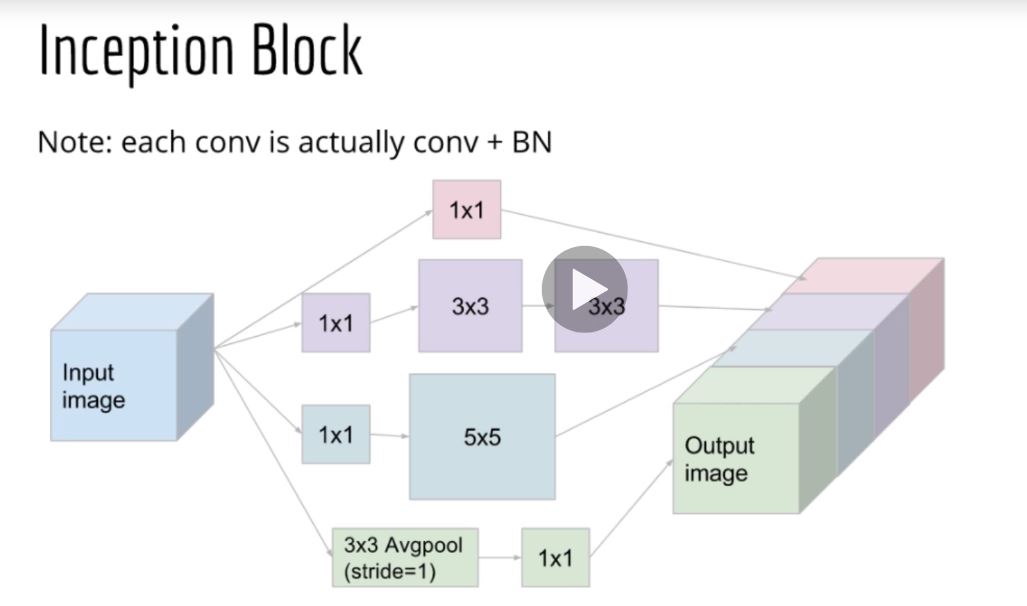 Inception Block
Note: each conv is actually conv + BN
1x1
1x1
3x3
3x3
Input
image
1x1
5x5
Output
image
3x3 Avgpool
(stride=1)
1x1